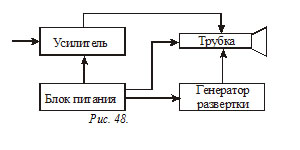 Усилитель
Трубка
Блок питания
Генератор
развертки
Рис. 48.